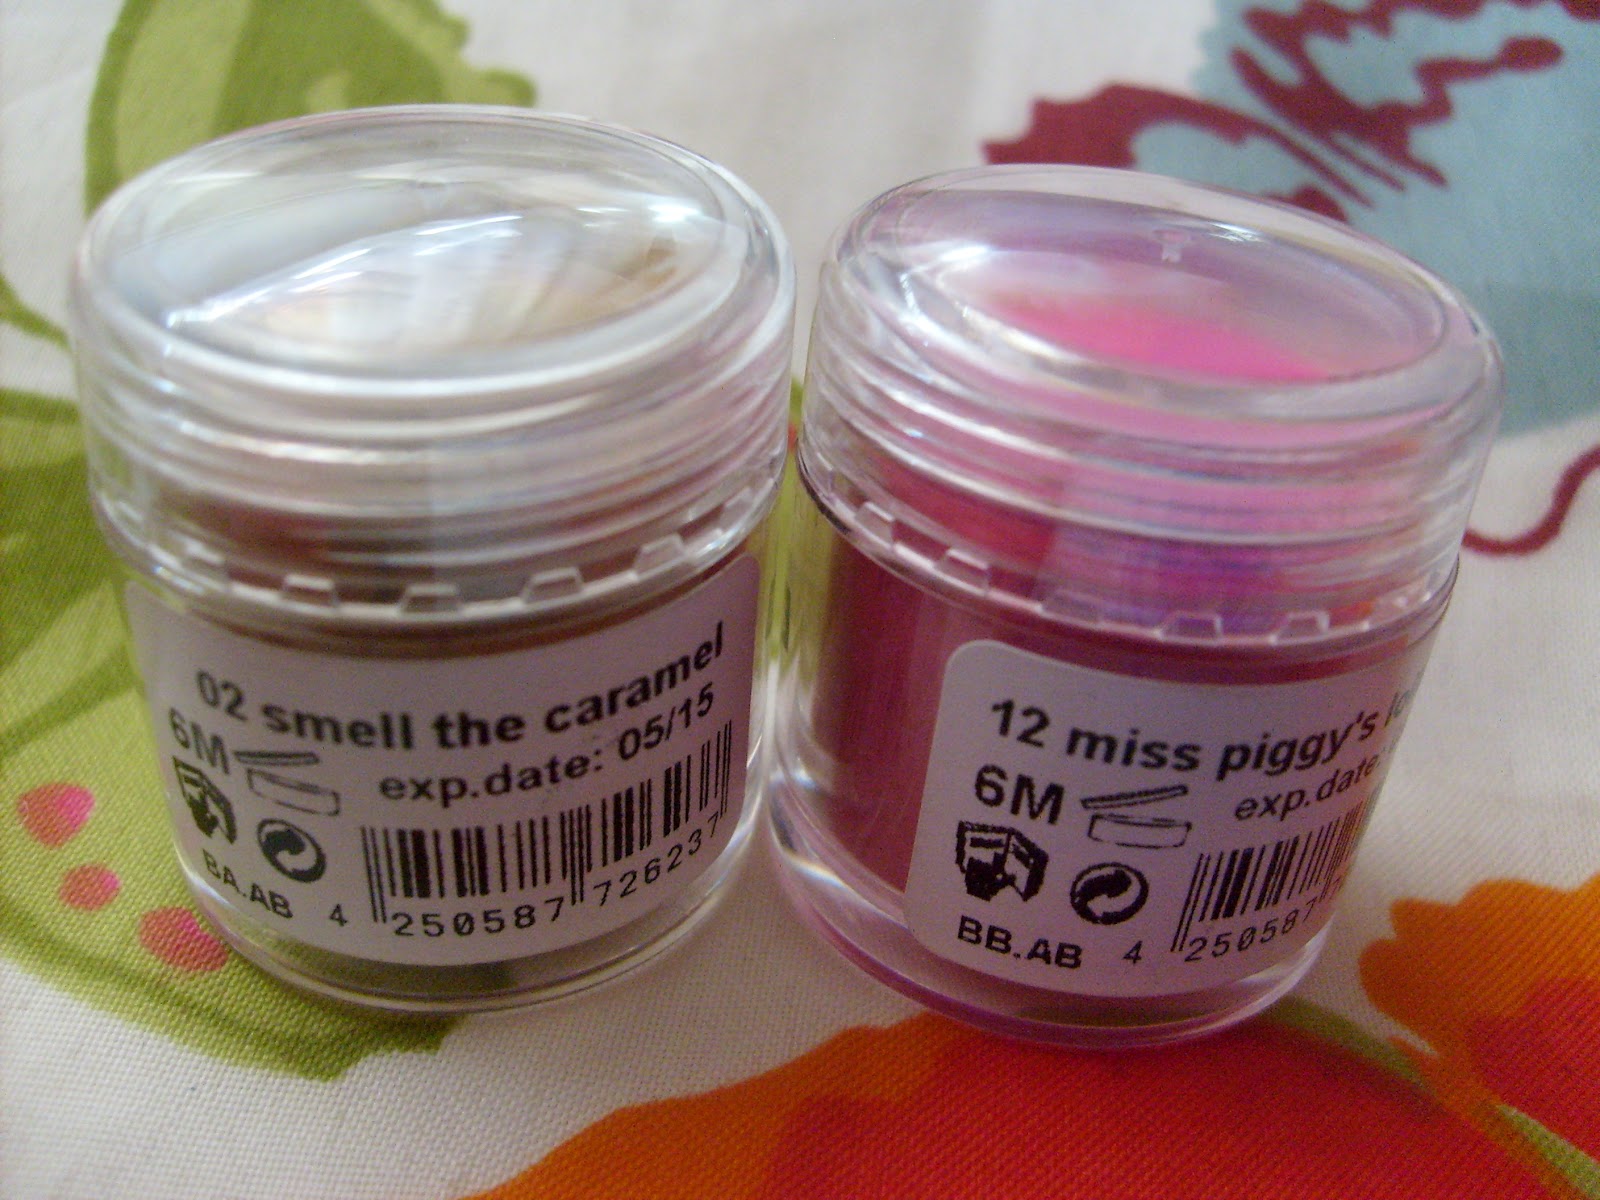 02 smell the caramel
6M exp.date: 05/15
BA.AB
4 250587 726237
12 miss piggy's
6M exp.date:
BB.AB
4 250587